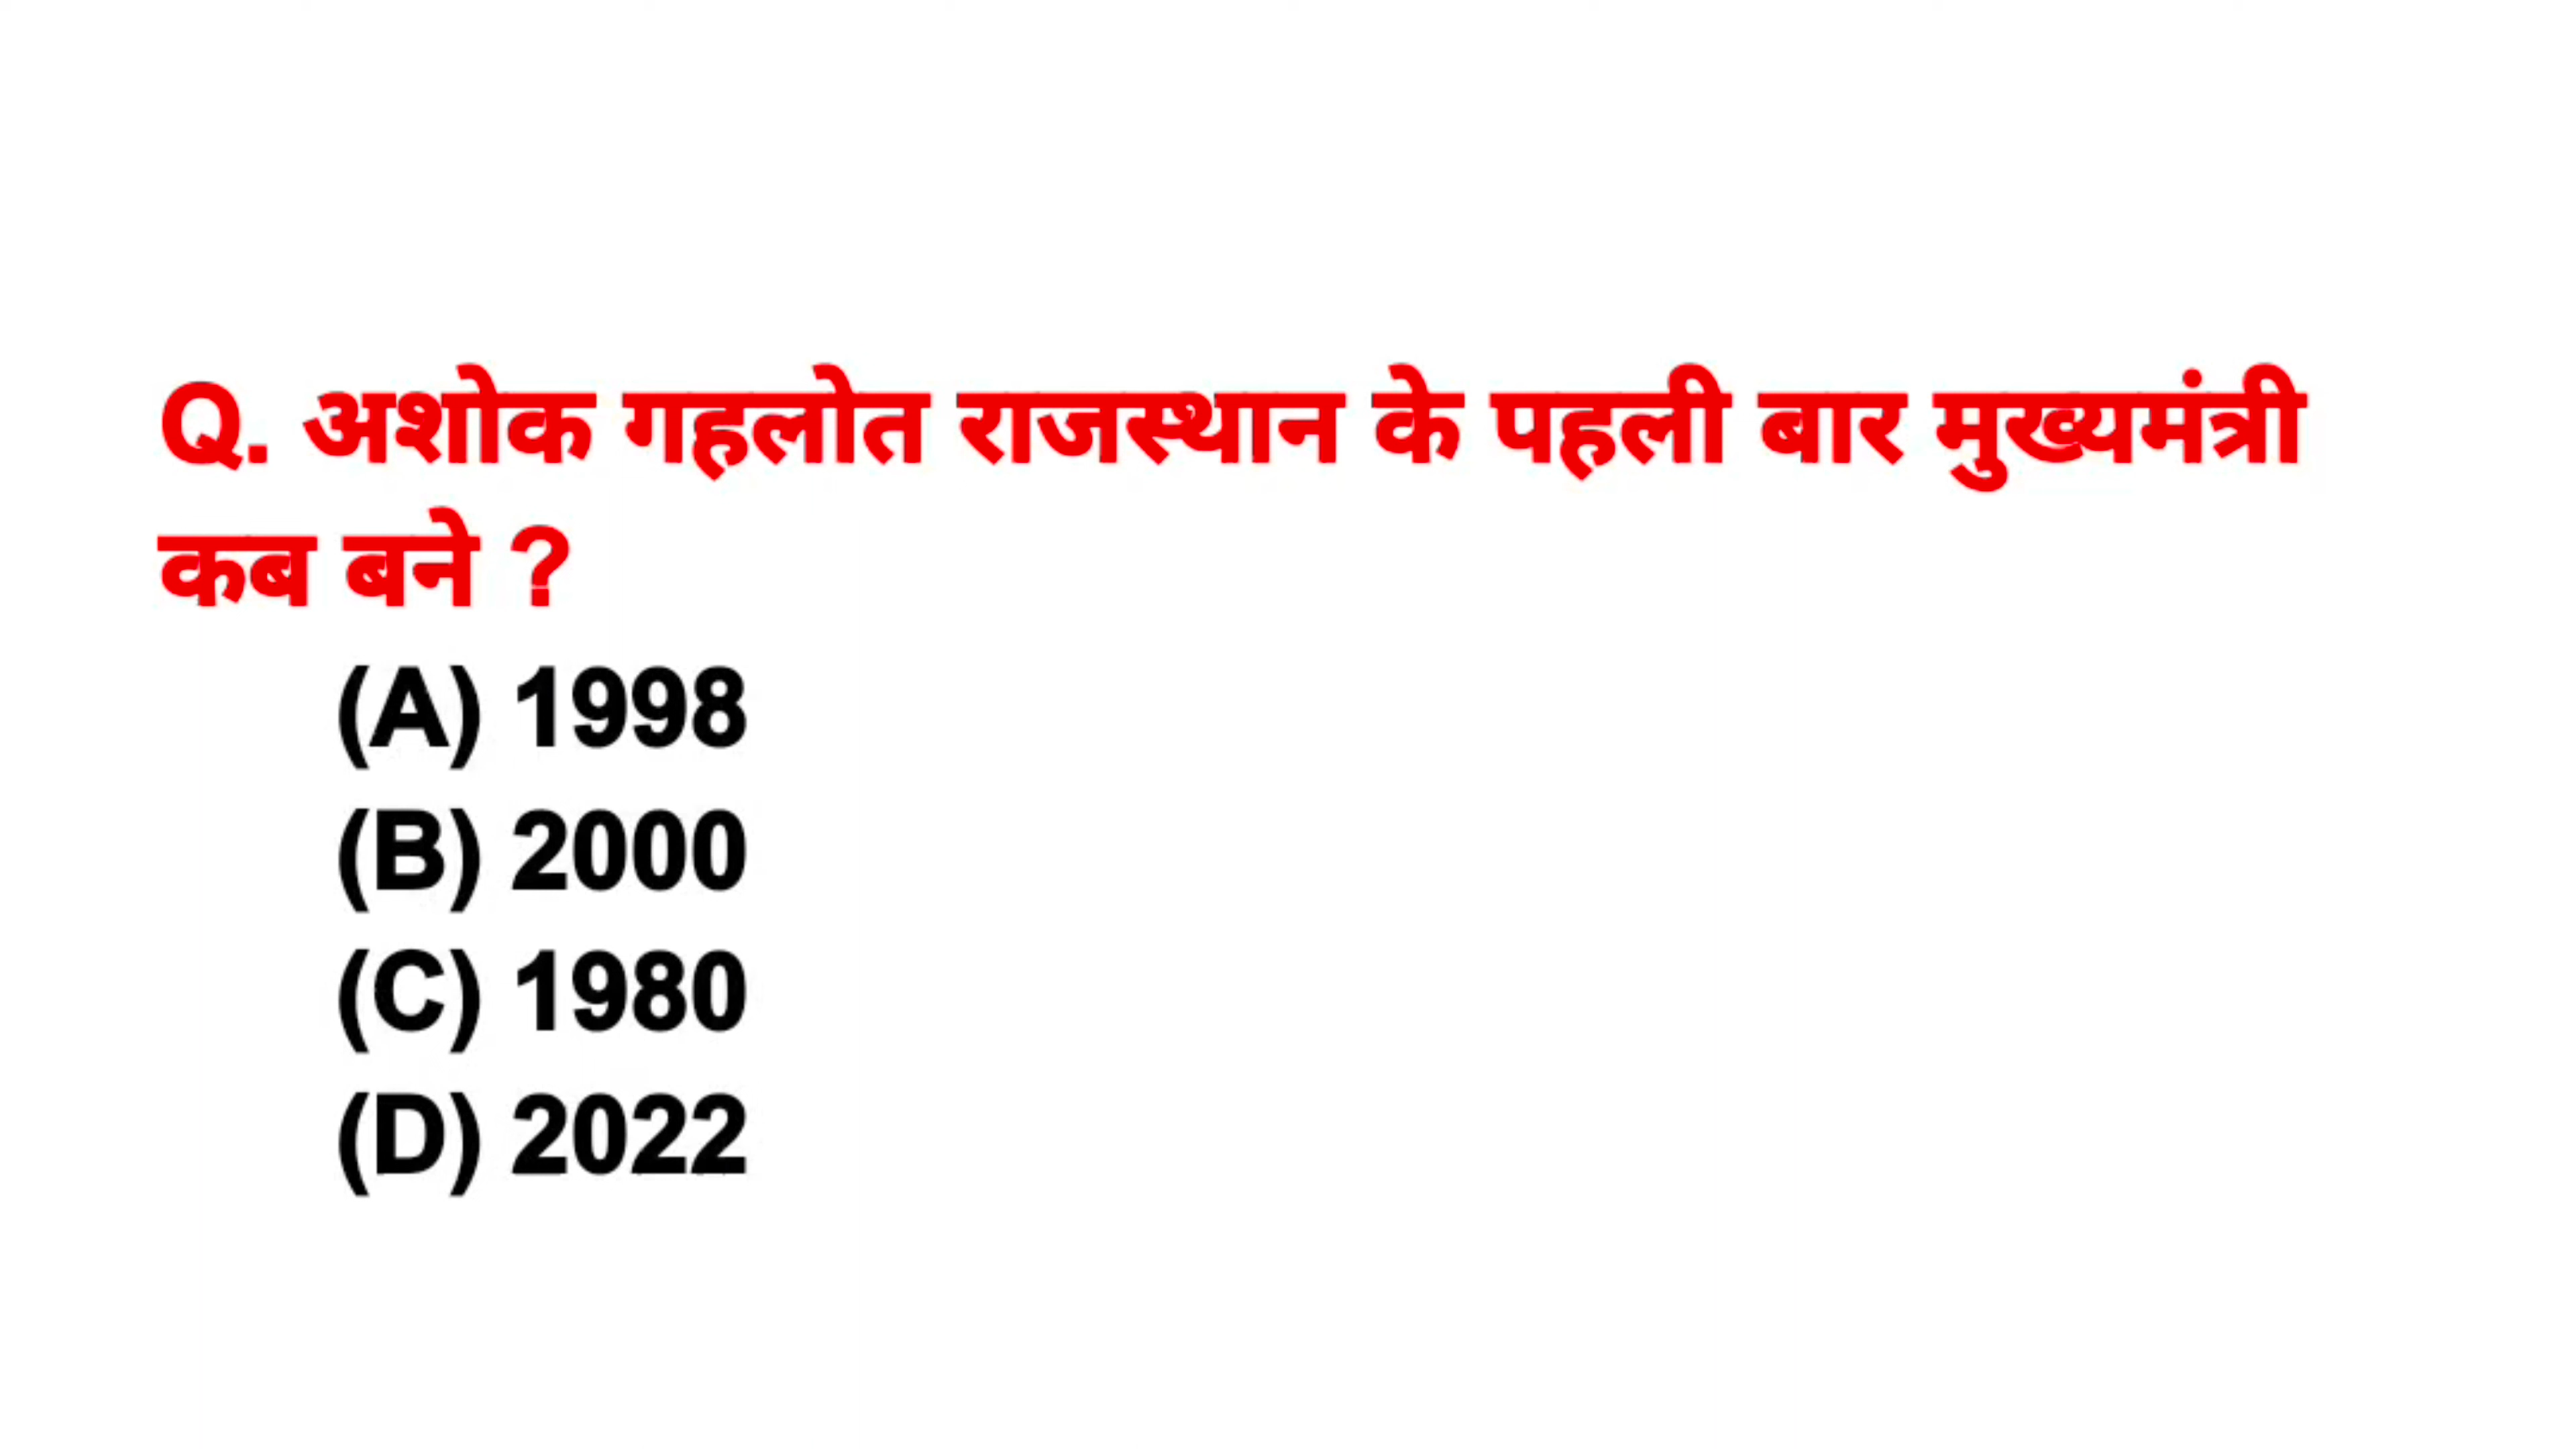 Q. अशोक गहलोत राजस्थान के पहली बार मुख्यमंत्री
कब बने ?
(A) 1998
(B) 2000
(C) 1980
(D) 2022